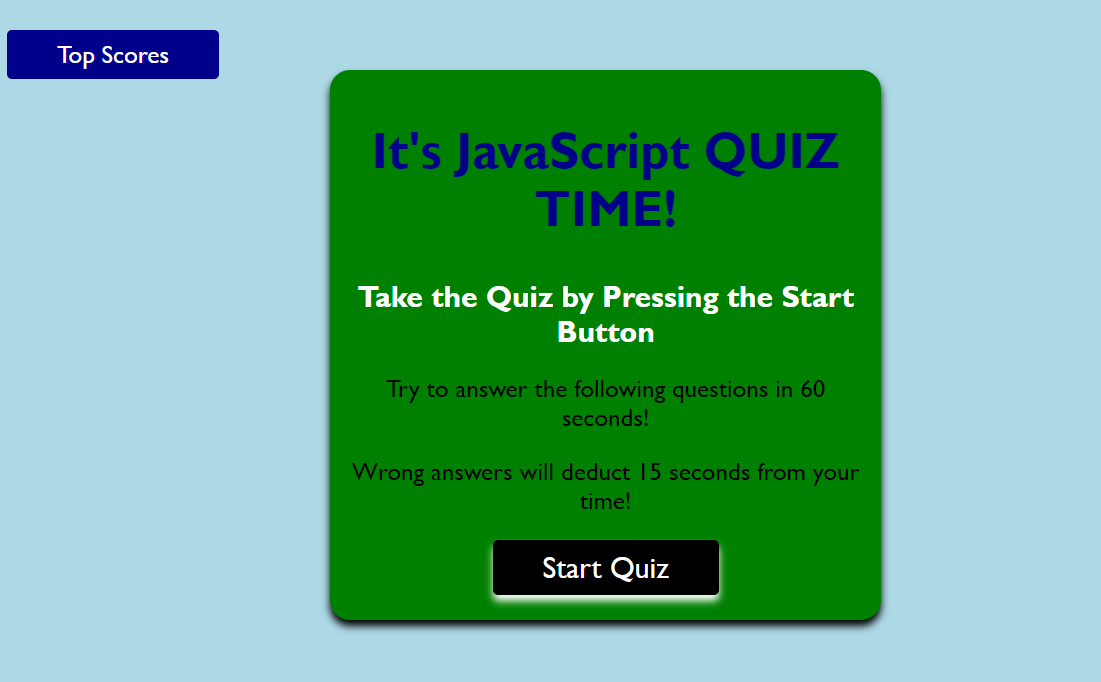 Top Scores
It's JavaScript QUIZ
TIME!
Take the Quiz by Pressing the Start
Button
Try to answer the following questions in 60
seconds!
Wrong answers will deduct 15 seconds from your
time!
Start Quiz